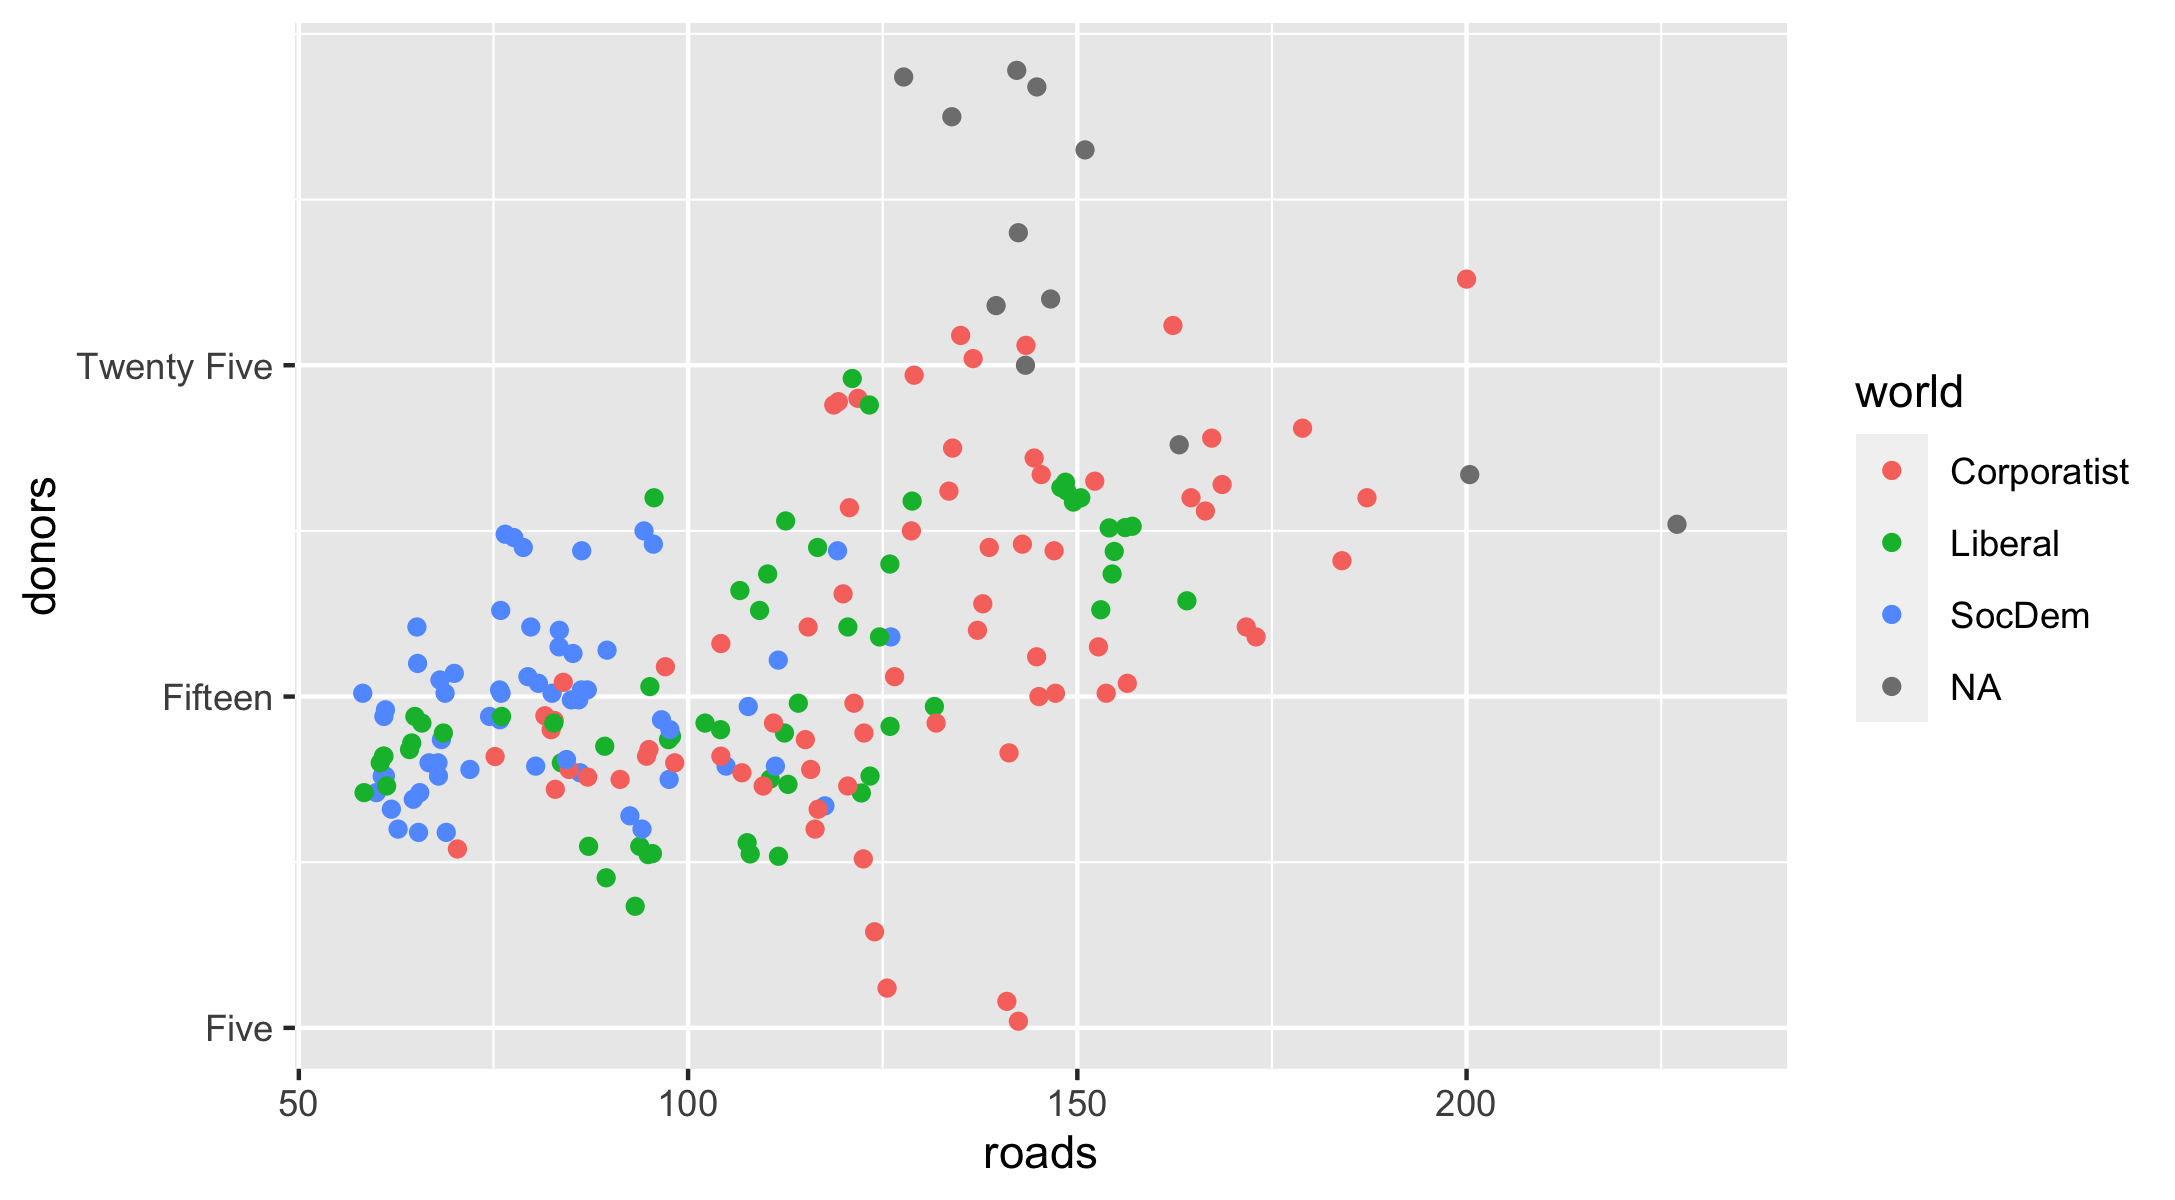 donors
Twenty Five
Fifteen
Five
50 100 150 200
roads
world
Corporatist
Liberal
SocDem
NA